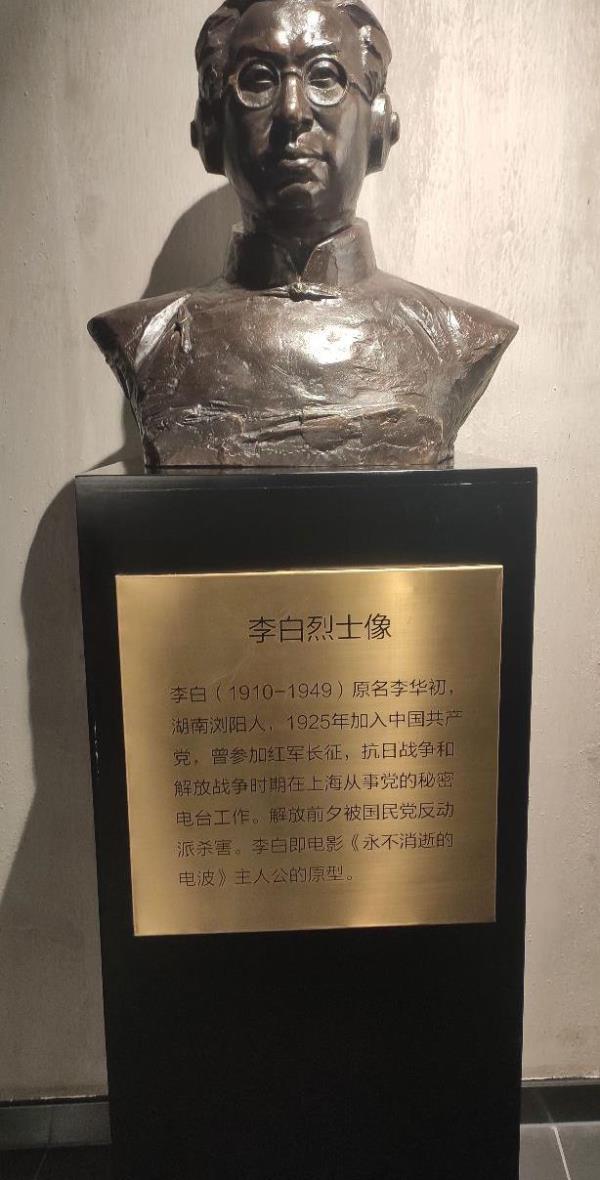 李白烈士像
李白（1910-1949）原名李华初，
湖南浏阳人，1925年加入中国共产
党，曾参加红军长征，抗日战争和
解放战争时期在上海从事党的秘密
电台工作。解放前夕被国民党反动
派杀害。李白即电影《永不消逝的
电波》主人公的原型。